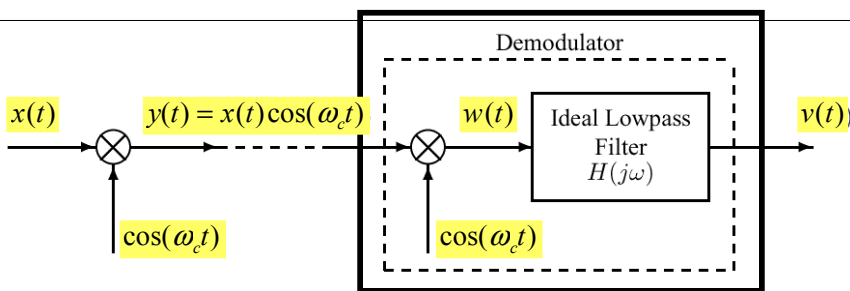 Demodulator
x(t)
y(t) = x(t)cos(ω_c t)
w(t)
Ideal Lowpass
Filter
H(jω)
v(t)
cos(ω_c t)
cos(ω_c t)